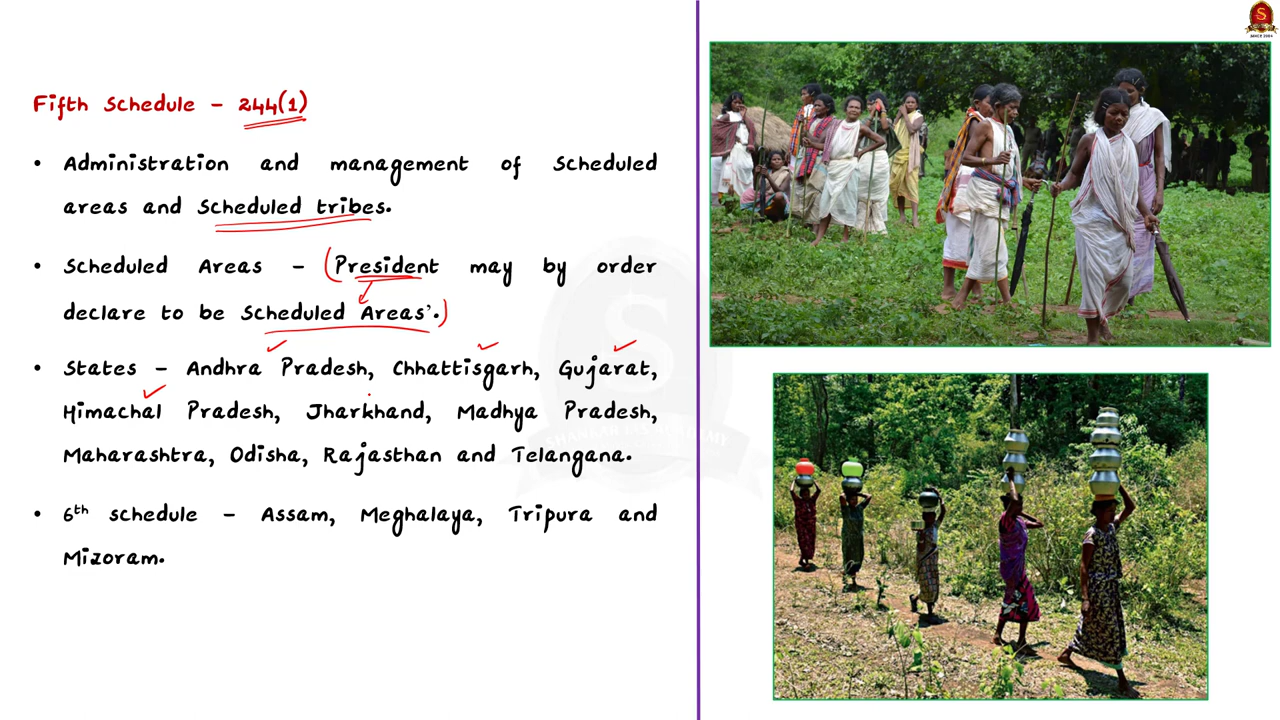 Fifth Schedule – 244(1)
• Administration and management of Scheduled
areas and Scheduled tribes.
• Scheduled Areas – (President may by order
declare to be Scheduled Areas’.)
• States – Andhra Pradesh, Chhattisgarh, Gujarat,
Himachal Pradesh, Jharkhand, Madhya Pradesh,
Maharashtra, Odisha, Rajasthan and Telangana.
• 6th schedule – Assam, Meghalaya, Tripura and
Mizoram.
S
SINCE 2004